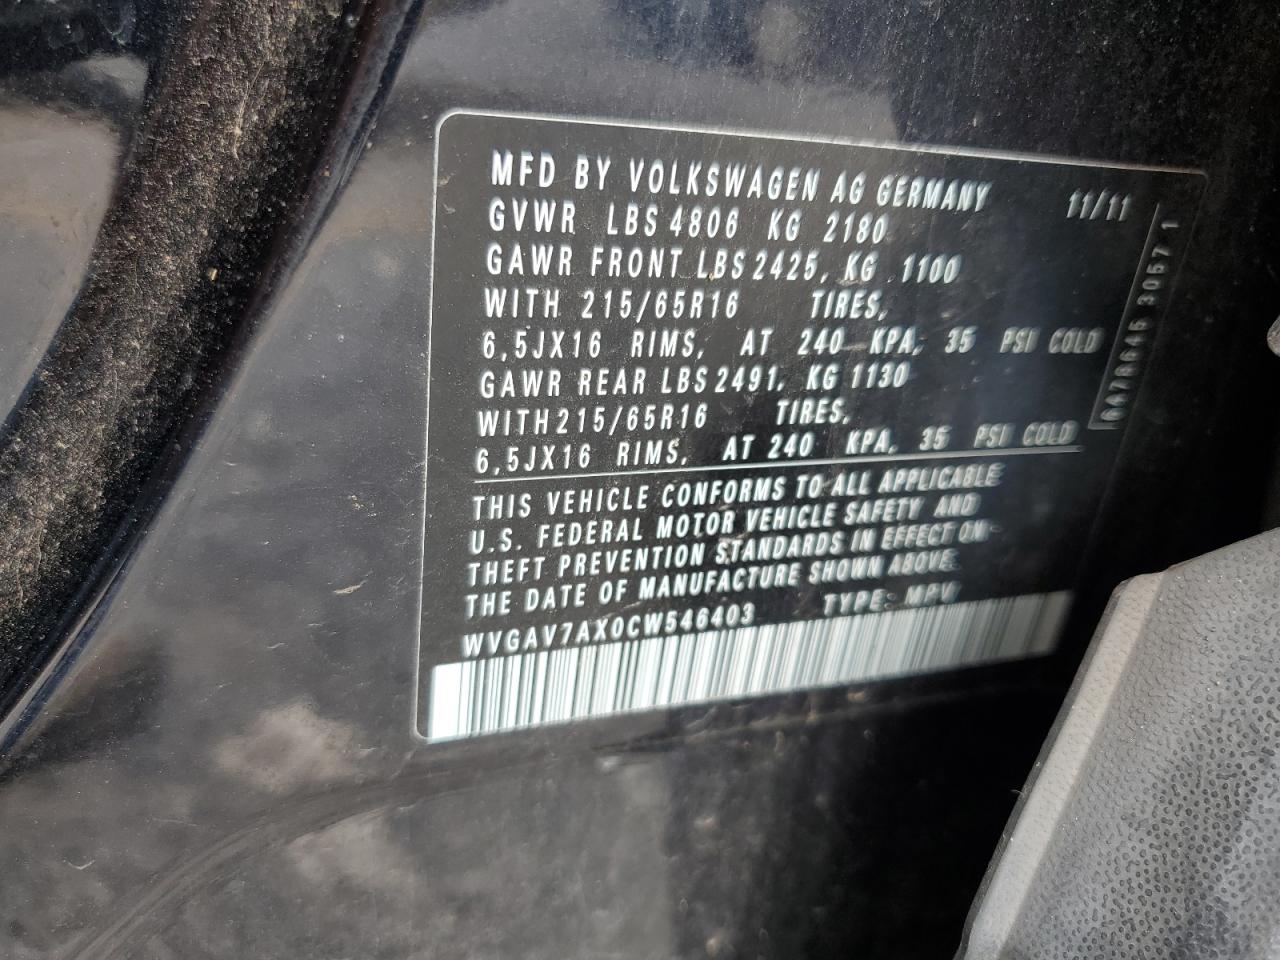 MFD BY VOLKSWAGEN AG GERMANY 11/11
GVWR LBS 4806 KG 2180
GAWR FRONT LBS 2425, KG 1100
WITH 215/65R16 TIRES,
6,5JX16 RIMS, AT 240 KPA, 35 PSI COLD
GAWR REAR LBS 2491, KG 1130
WITH 215/65R16 TIRES,
6,5JX16 RIMS, AT 240 KPA, 35 PSI COLD
THIS VEHICLE CONFORMS TO ALL APPLICABLE
U.S. FEDERAL MOTOR VEHICLE SAFETY AND
THEFT PREVENTION STANDARDS IN EFFECT ON
THE DATE OF MANUFACTURE SHOWN ABOVE.
WVGAV7AX0CW546403 TYPE: MPV